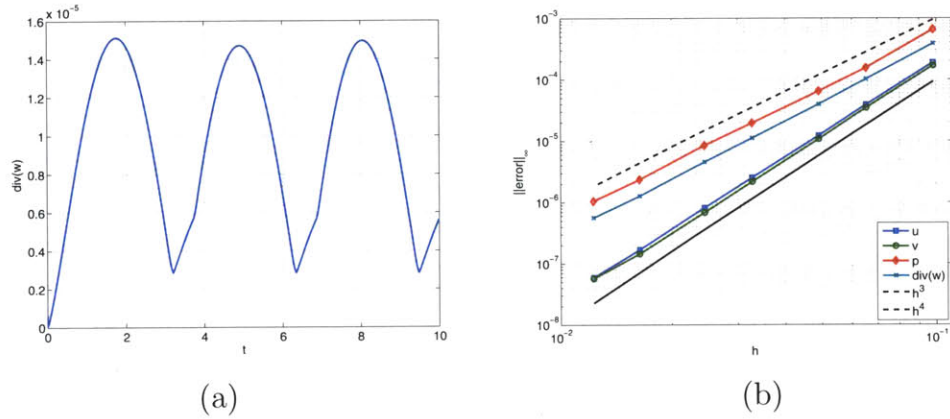 x 10⁻⁵
1.6
1.4
1.2
1
0.8
0.6
0.4
0.2
0
div(w)
0 2 4 6 8 10
t
(a)
10⁻³
10⁻⁴
10⁻⁵
10⁻⁶
10⁻⁷
10⁻⁸
||error||∞
u
v
p
div(w)
h³
h⁴
10⁻² 10⁻¹
h
(b)